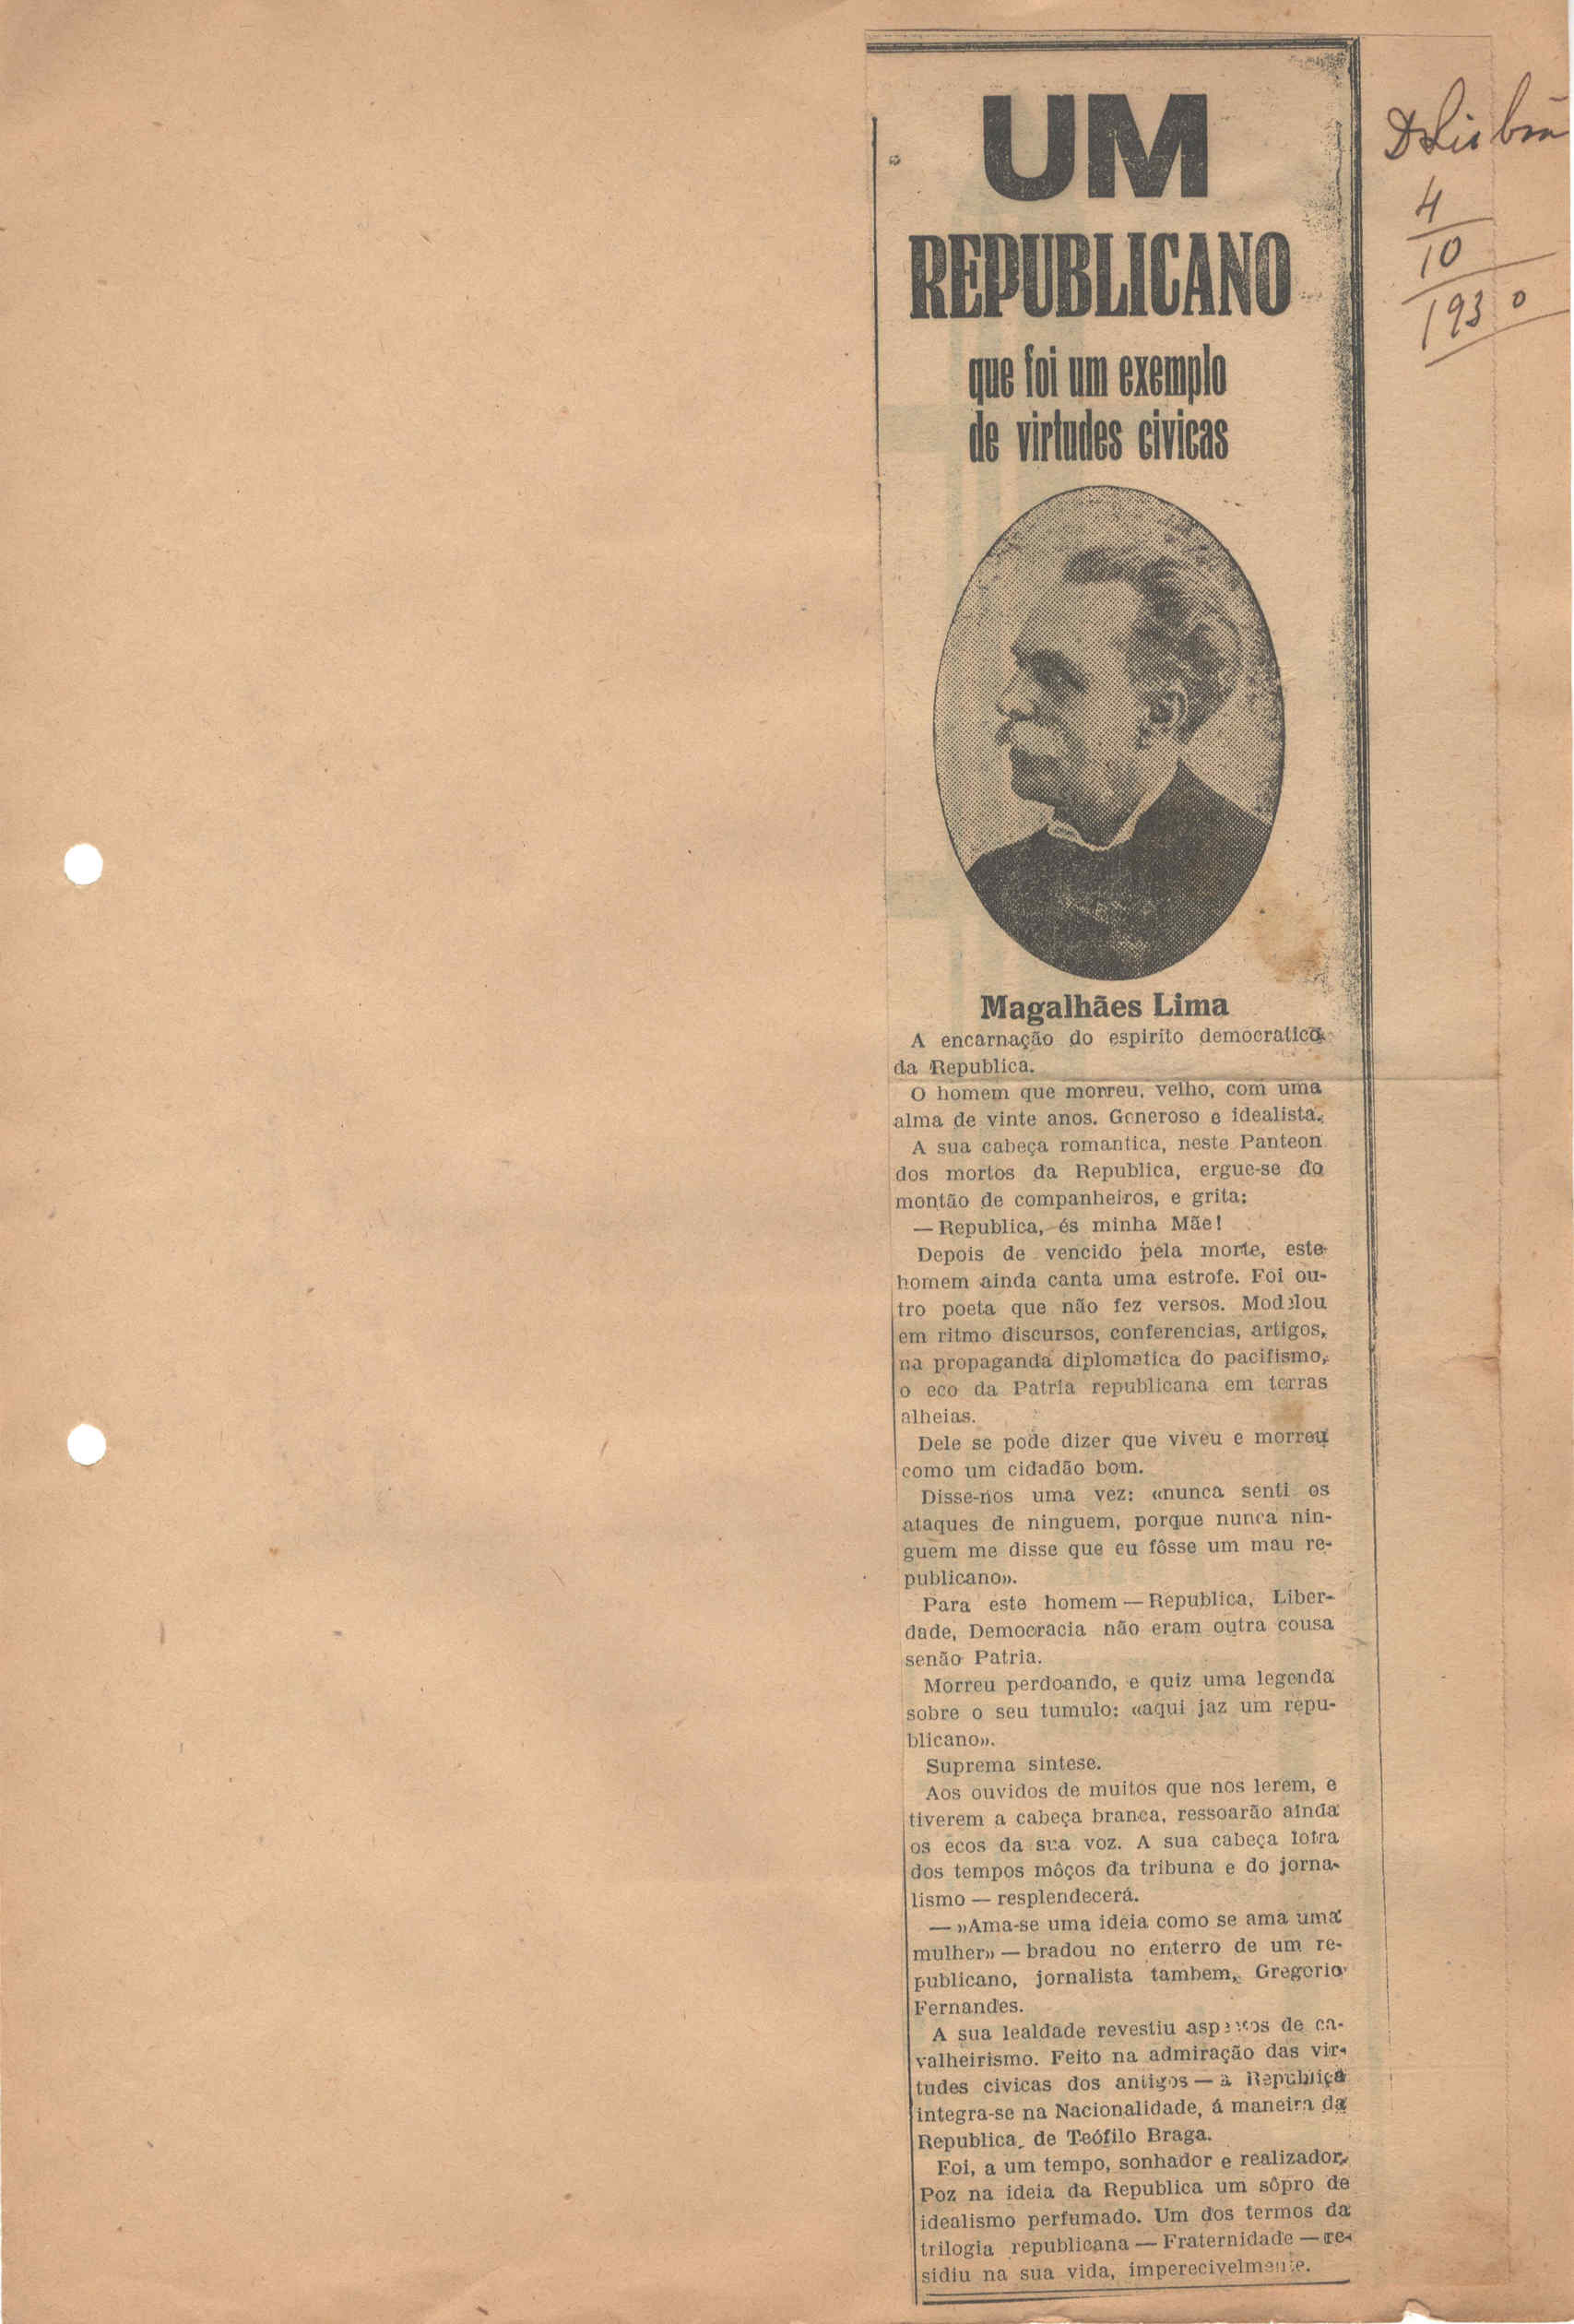 UM
REPUBLICANO
que foi um exemplo
de virtudes civicas
D Lisbôa
4
10
1930
Magalhães Lima
A encarnação do espirito democratico
da Republica.
O homem que morreu, velho, com uma
alma de vinte anos. Generoso e idealista.
A sua cabeça romantica, neste Panteon
dos mortos da Republica, ergue-se do
montão de companheiros, e grita:
— Republica, és minha Mãe!
Depois de vencido pela morte, este
homem ainda canta uma estrofe. Foi ou-
tro poeta que não fez versos. Modelou
em ritmo discursos, conferencias, artigos,
na propaganda diplomatica do pacifismo,
o eco da Patria republicana em terras
alheias.
Dele se pode dizer que viveu e morreu
como um cidadão bom.
Disse-nos uma vez: «nunca senti os
ataques de ninguem, porque nunca nin-
guem me disse que eu fôsse um mau re-
publicano».
Para este homem — Republica, Liber-
dade, Democracia não eram outra cousa
senão Patria.
Morreu perdoando, e quiz uma legenda
sobre o seu tumulo: «aqui jaz um repu-
blicano».
Suprema sintese.
Aos ouvidos de muitos que nos lerem, e
tiverem a cabeça branca, ressoarão ainda
os ecos da sua voz. A sua cabeça loira
dos tempos môços da tribuna e do jorna-
lismo — resplendecerá.
— »Ama-se uma ideia como se ama uma
mulher» — bradou no enterro de um re-
publicano, jornalista tambem, Gregorio
Fernandes.
A sua lealdade revestiu aspectos de ca-
valheirismo. Feito na admiração das vir-
tudes civicas dos antigos — a Republica
integra-se na Nacionalidade, á maneira da
Republica, de Teófilo Braga.
Foi, a um tempo, sonhador e realizador.
Poz na ideia da Republica um sôpro de
idealismo perfumado. Um dos termos da
trilogia republicana — Fraternidade — re-
sidiu na sua vida, imperecivelmente.